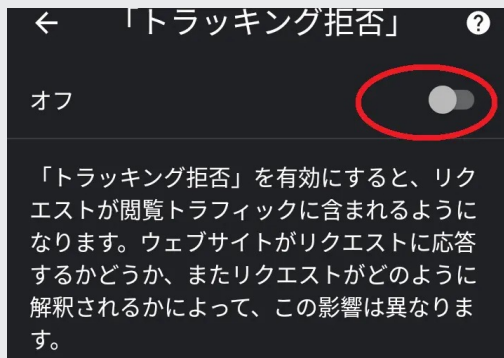 「トラッキング拒否」
オフ
「トラッキング拒否」を有効にすると、リク
エストが閲覧トラフィックに含まれるように
なります。ウェブサイトがリクエストに応答
するかどうか、またリクエストがどのように
解釈されるかによって、この影響は異なりま
す。